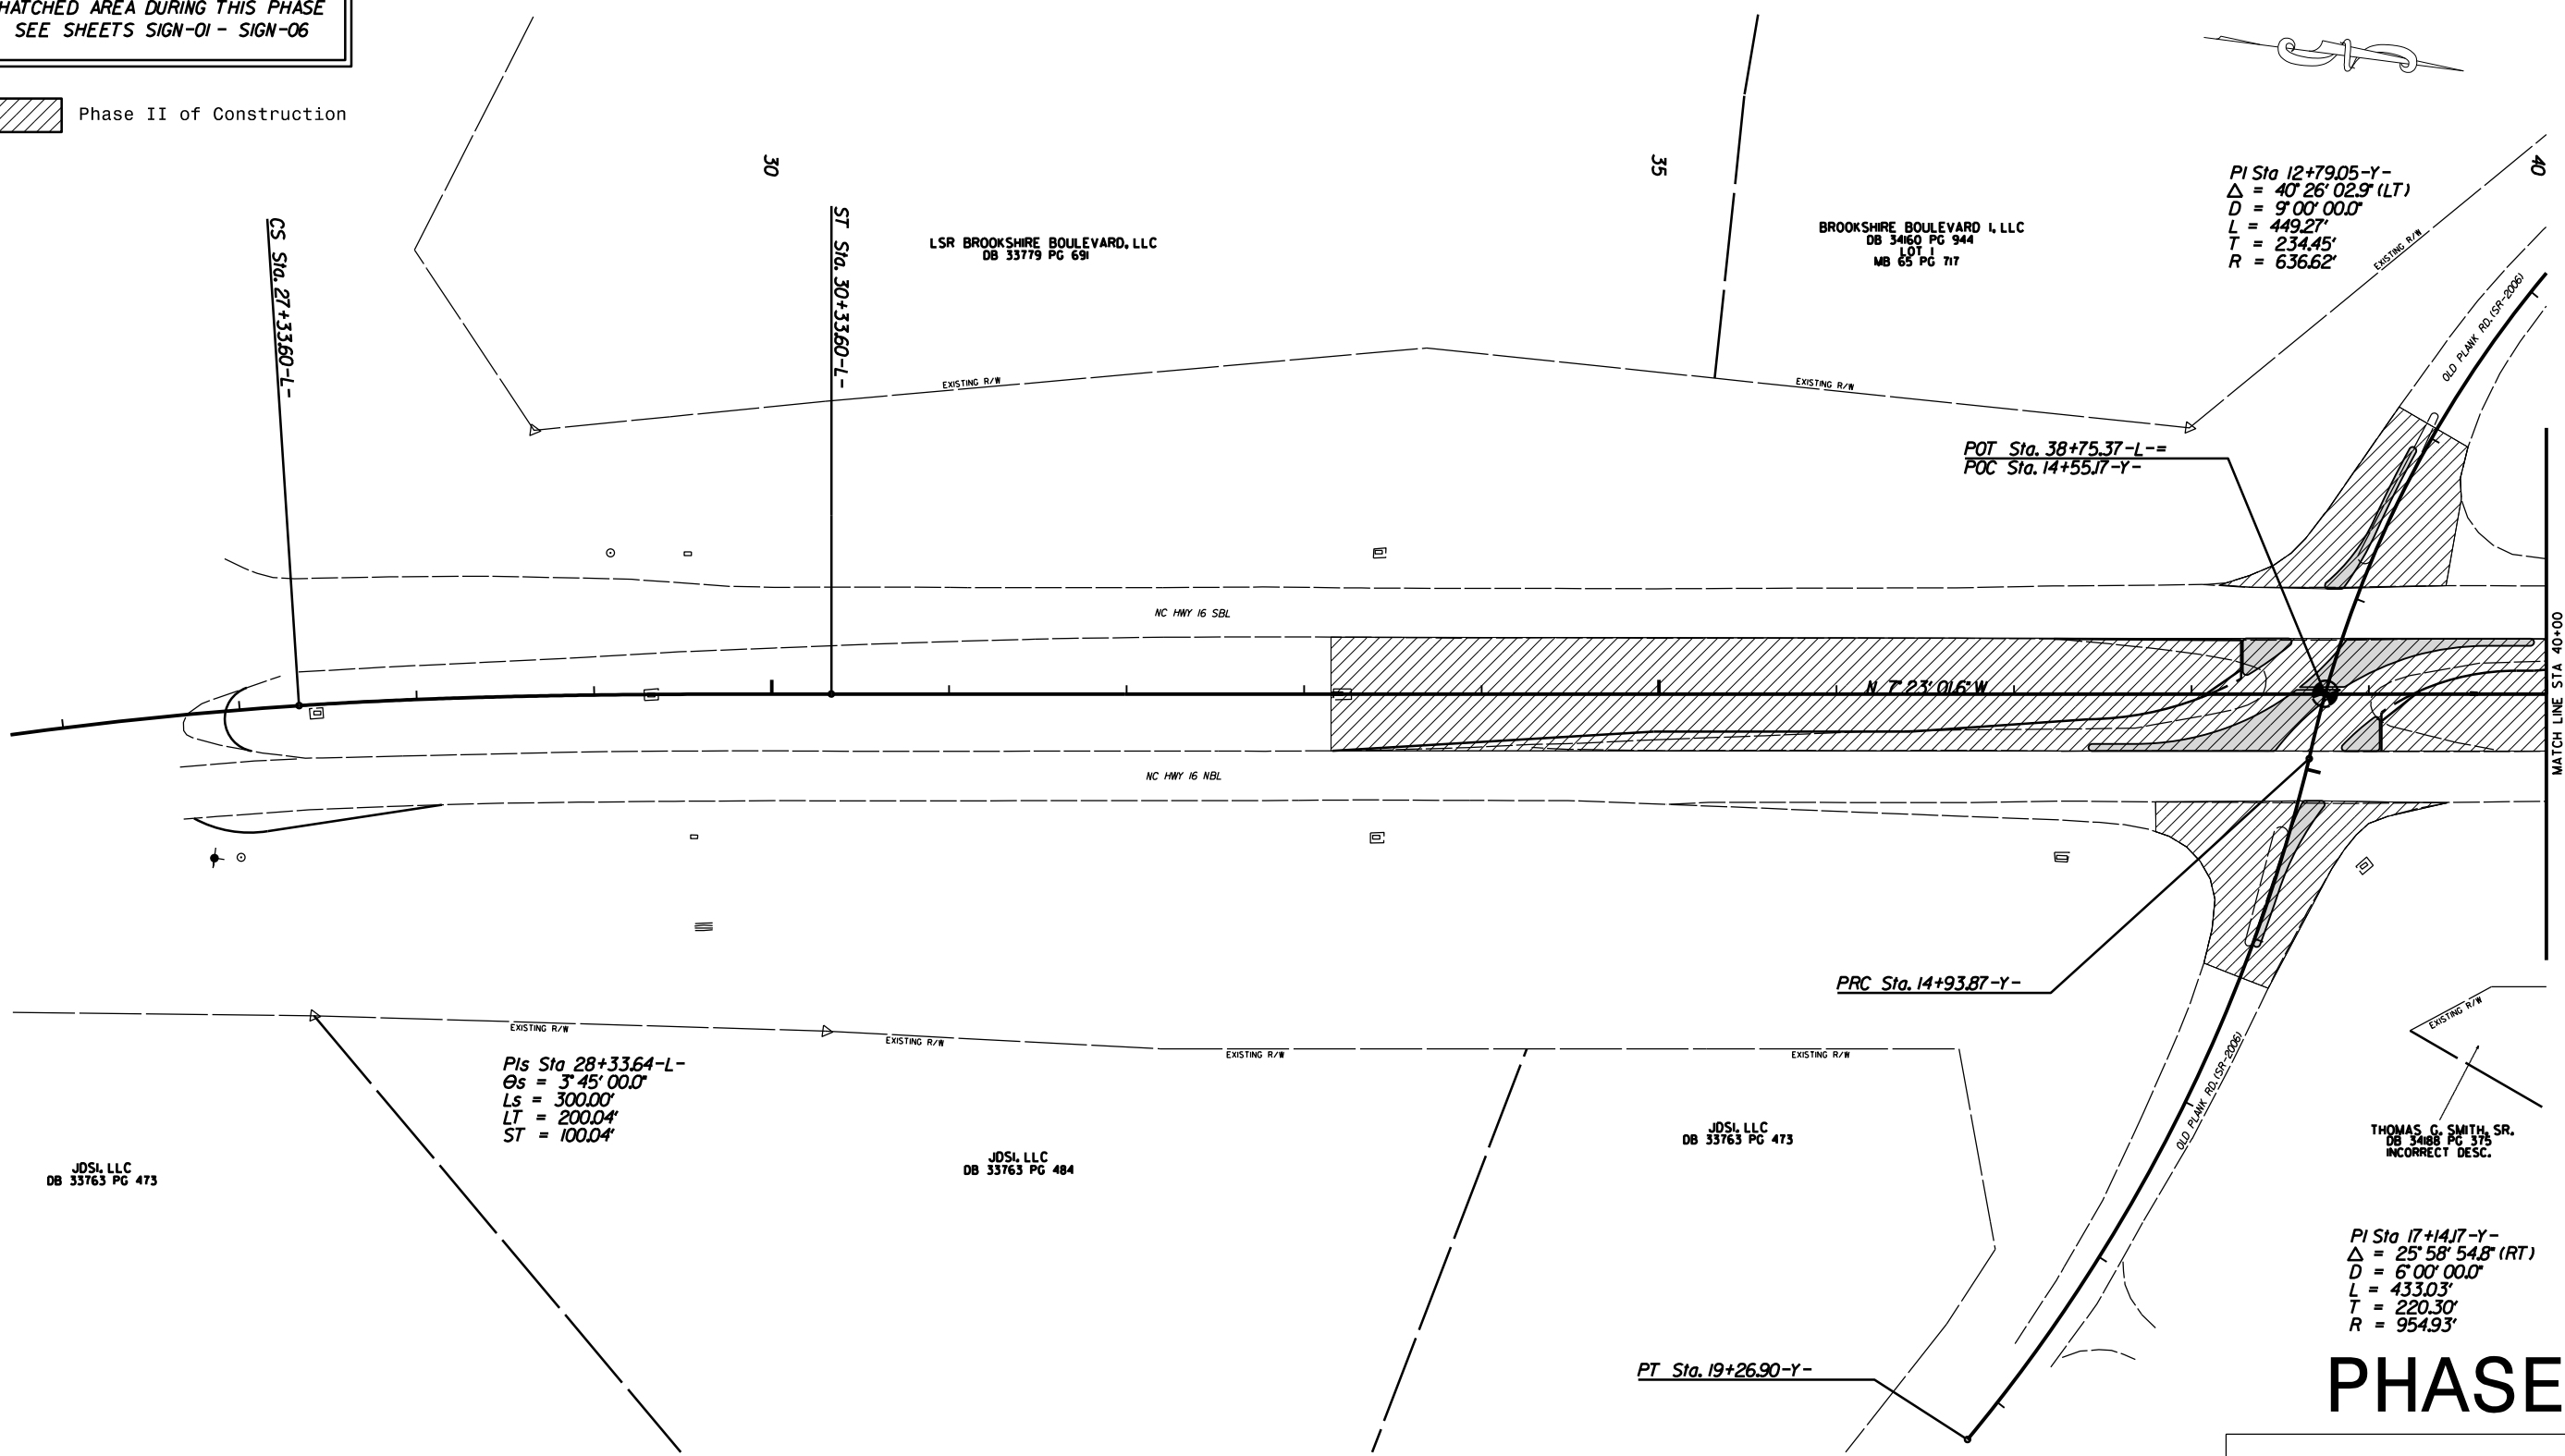 HATCHED AREA DURING THIS PHASE
SEE SHEETS SIGN-01 - SIGN-06
Phase II of Construction
30
35
40
CS Sta. 27+33.60-L-
ST Sta. 30+33.60-L-
LSR BROOKSHIRE BOULEVARD, LLC
DB 33779 PG 691
BROOKSHIRE BOULEVARD I, LLC
DB 34160 PG 944
LOT 1
MB 65 PG 717
PI Sta 12+79.05-Y-
Δ = 40° 26' 02.9" (LT)
D = 9° 00' 00.0"
L = 449.27'
T = 234.45'
R = 636.62'
EXISTING R/W
OLD PLANK RD. (SR-2006)
EXISTING R/W
EXISTING R/W
POT Sta. 38+75.37-L-=
POC Sta. 14+55.17-Y-
NC HWY 16 SBL
N 7° 23' 01.6" W
NC HWY 16 NBL
MATCH LINE STA 40+00
PRC Sta. 14+93.87-Y-
EXISTING R/W
EXISTING R/W
EXISTING R/W
EXISTING R/W
EXISTING R/W
PIs Sta 28+33.64-L-
Θs = 3° 45' 00.0"
Ls = 300.00'
LT = 200.04'
ST = 100.04'
OLD PLANK RD. (SR-2006)
JDSI, LLC
DB 33763 PG 473
JDSI, LLC
DB 33763 PG 484
JDSI, LLC
DB 33763 PG 473
THOMAS G. SMITH, SR.
DB 34188 PG 375
INCORRECT DESC.
PI Sta 17+14.17-Y-
Δ = 25° 58' 54.8" (RT)
D = 6° 00' 00.0"
L = 433.03'
T = 220.30'
R = 954.93'
PT Sta. 19+26.90-Y-
PHASE